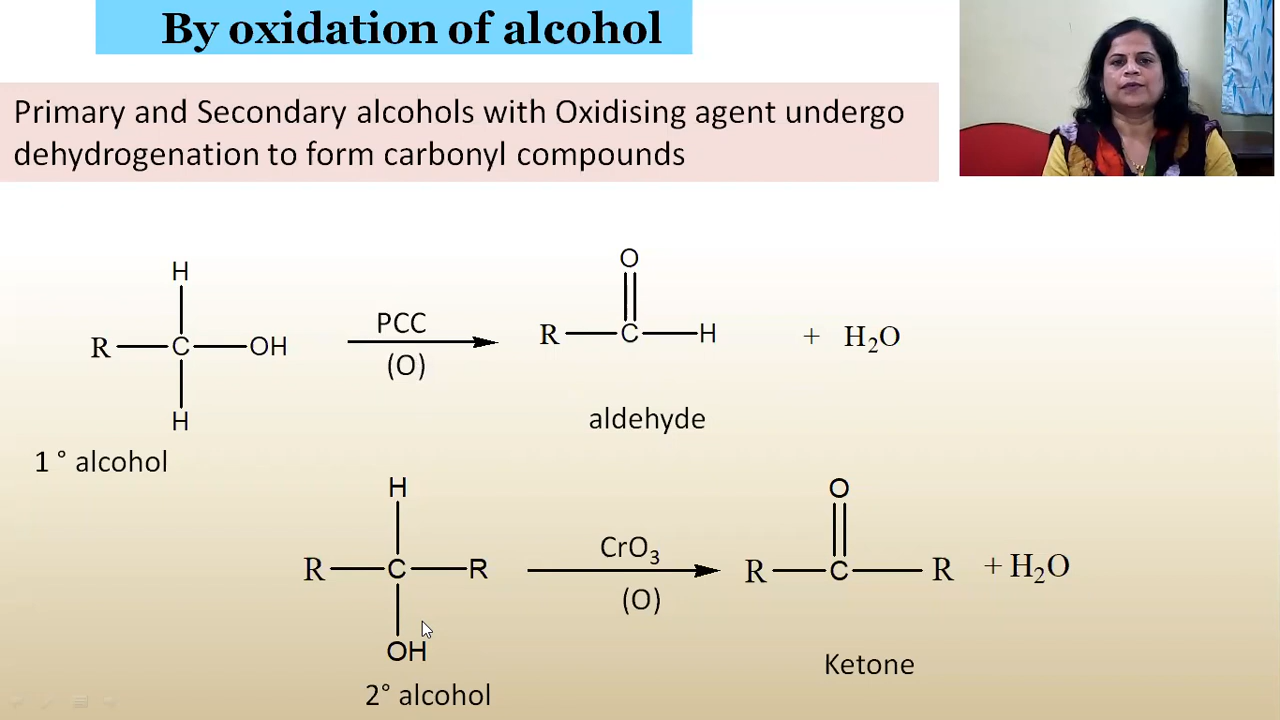 By oxidation of alcohol
Primary and Secondary alcohols with Oxidising agent undergo
dehydrogenation to form carbonyl compounds
H
R C OH
H
1 ° alcohol
PCC
(O)
O
R C H
aldehyde
+ H₂O
H
R C R
OH
2° alcohol
CrO₃
(O)
O
R C R
Ketone
+ H₂O